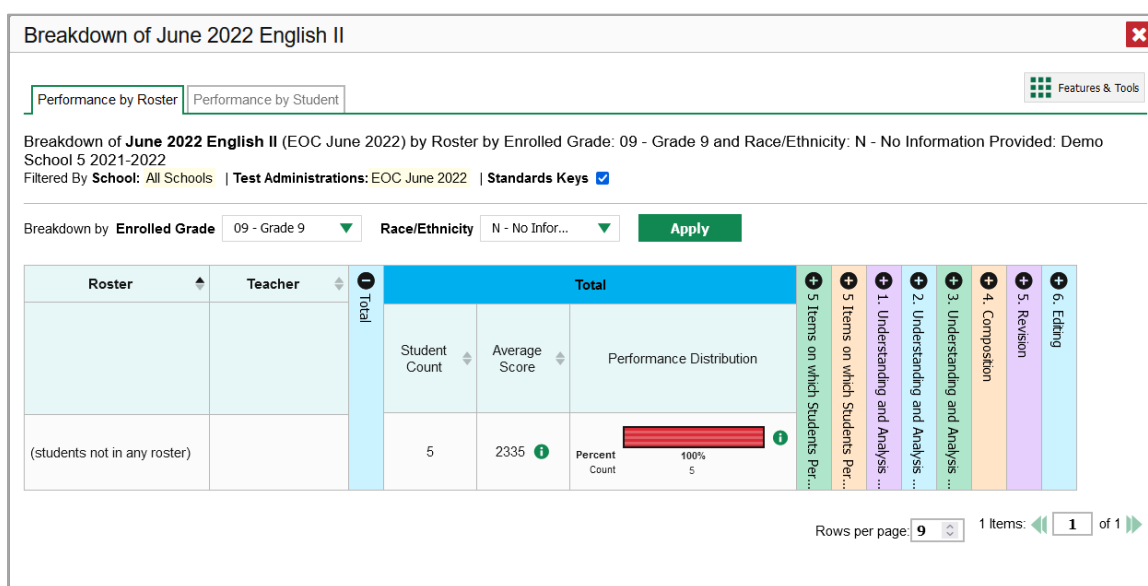 Breakdown of June 2022 English II
Performance by Roster
Performance by Student
Features & Tools
Breakdown of June 2022 English II (EOC June 2022) by Roster by Enrolled Grade: 09 - Grade 9 and Race/Ethnicity: N - No Information Provided: Demo
School 5 2021-2022
Filtered By School: All Schools | Test Administrations: EOC June 2022 | Standards Keys
Breakdown by Enrolled Grade 09 - Grade 9 Race/Ethnicity N - No Infor... Apply
Roster
Teacher
Total
Total
Student
Count
Average
Score
Performance Distribution
5 Items on which Students Per...
5 Items on which Students Per...
1. Understanding and Analysis ...
2. Understanding and Analysis ...
3. Understanding and Analysis ...
4. Composition
5. Revision
6. Editing
(students not in any roster)
5
2335
Percent 100%
Count 5
Rows per page: 9 1 Items: 1 of 1